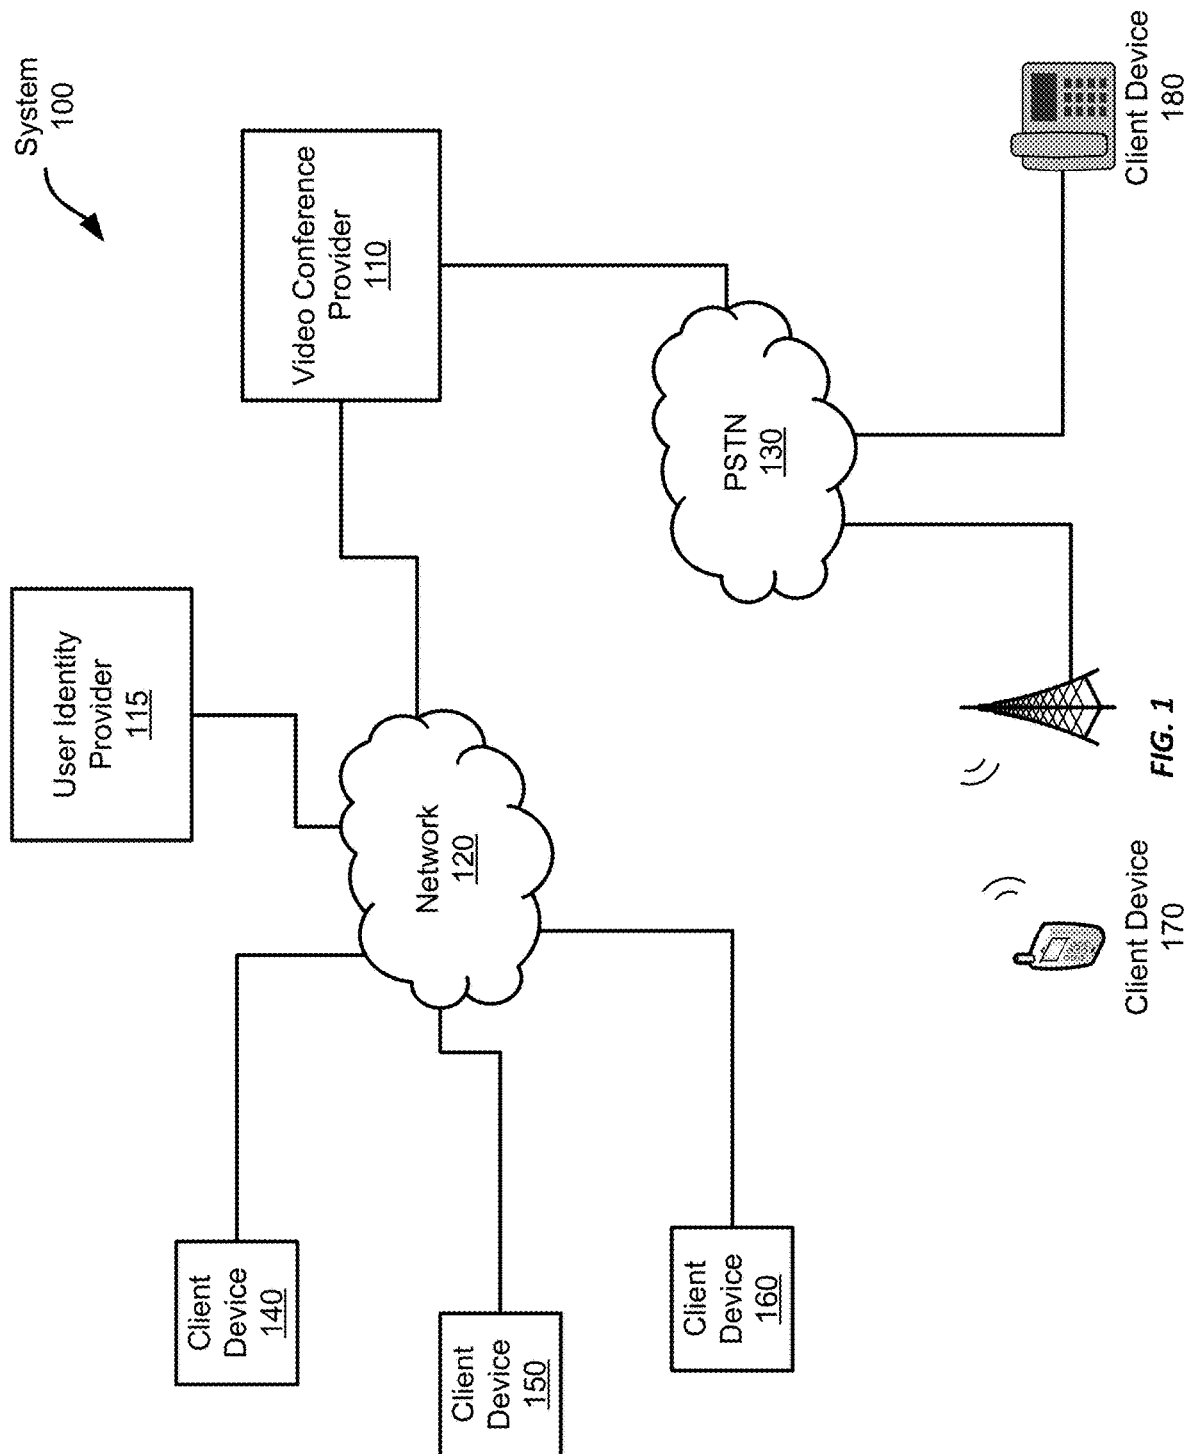 System
100
User Identity
Provider
115
Video Conference
Provider
110
Client
Device
140
Network
120
Client
Device
150
Client
Device
160
PSTN
130
Client Device
170
Client Device
180
FIG. 1